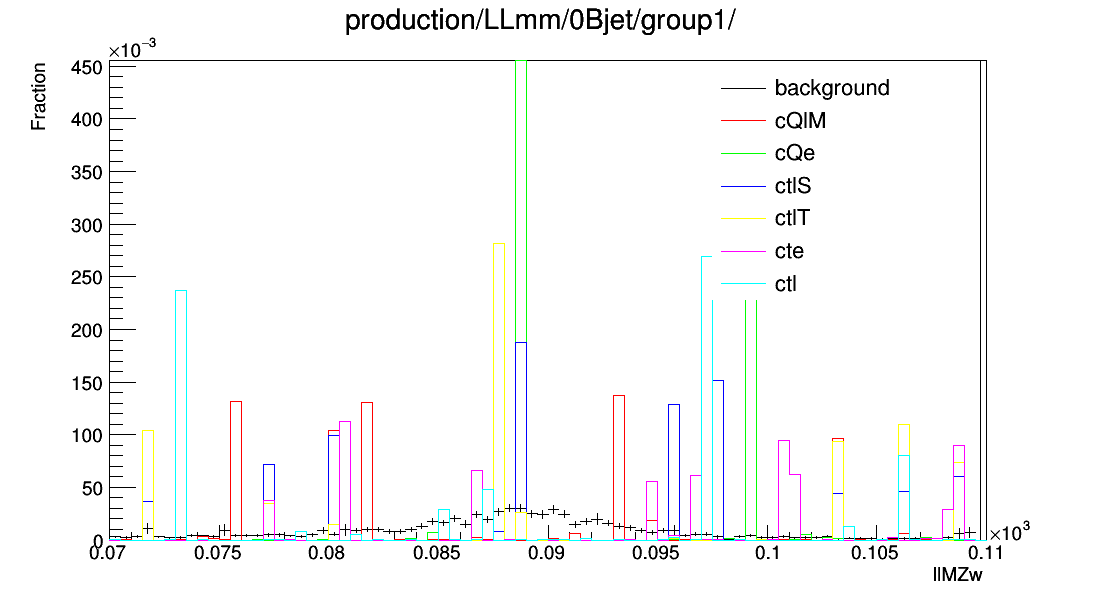 production/LLmm/0Bjet/group1/
×10⁻³
Fraction
450
400
350
300
250
200
150
100
50
0
background
cQlM
cQe
ctlS
ctlT
cte
ctl
0.07
0.075
0.08
0.085
0.09
0.095
0.1
0.105
0.11
×10³
llMZw